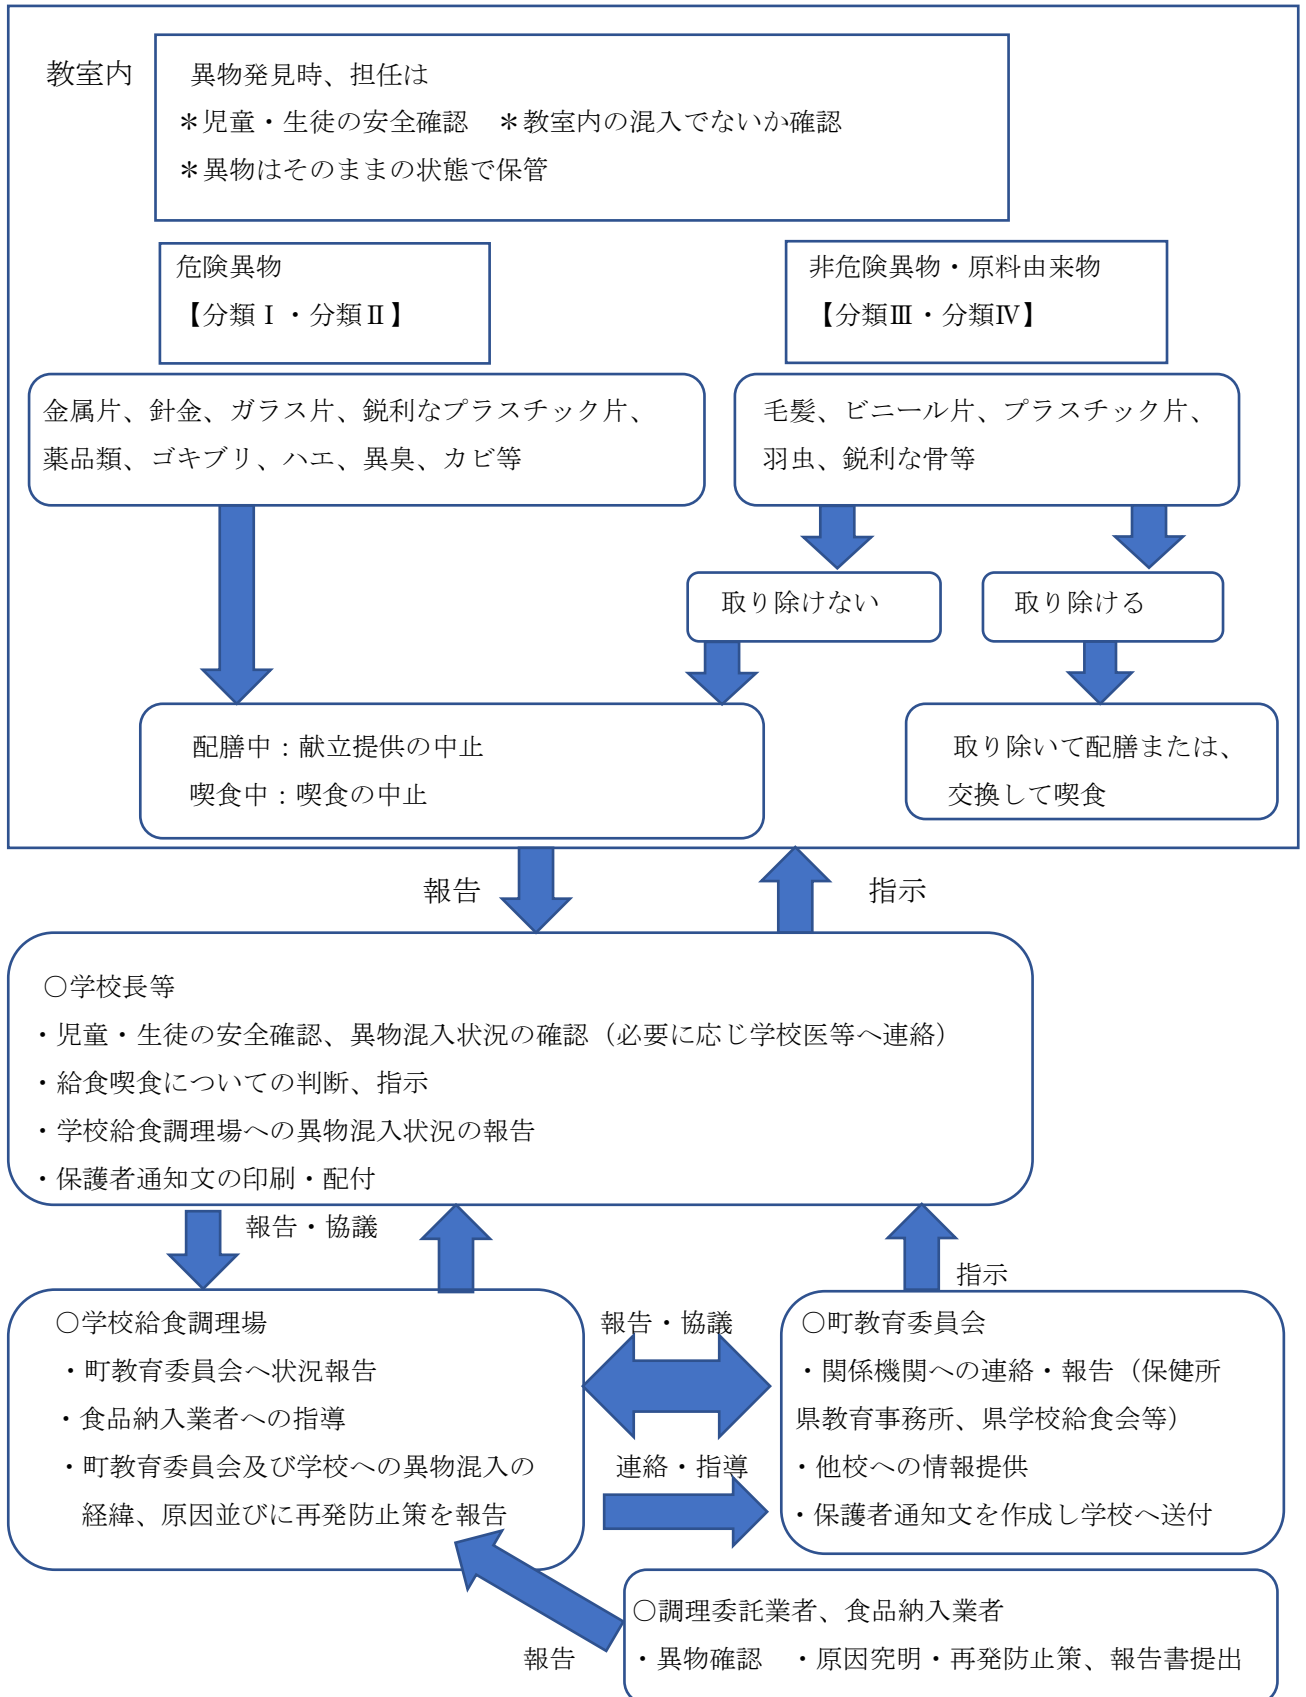 教室内
異物発見時、担任は
＊児童・生徒の安全確認　＊教室内の混入でないか確認
＊異物はそのままの状態で保管
危険異物
【分類Ⅰ・分類Ⅱ】
非危険異物・原料由来物
【分類Ⅲ・分類Ⅳ】
金属片、針金、ガラス片、鋭利なプラスチック片、
薬品類、ゴキブリ、ハエ、異臭、カビ等
毛髪、ビニール片、プラスチック片、
羽虫、鋭利な骨等
取り除けない
取り除ける
配膳中：献立提供の中止
喫食中：喫食の中止
取り除いて配膳または、
交換して喫食
報告
指示
○学校長等
・児童・生徒の安全確認、異物混入状況の確認（必要に応じ学校医等へ連絡）
・給食喫食についての判断、指示
・学校給食調理場への異物混入状況の報告
・保護者通知文の印刷・配付
報告・協議
指示
○学校給食調理場
・町教育委員会へ状況報告
・食品納入業者への指導
・町教育委員会及び学校への異物混入の
経緯、原因並びに再発防止策を報告
報告・協議
連絡・指導
○町教育委員会
・関係機関への連絡・報告（保健所
県教育事務所、県学校給食会等）
・他校への情報提供
・保護者通知文を作成し学校へ送付
報告
○調理委託業者、食品納入業者
・異物確認　・原因究明・再発防止策、報告書提出